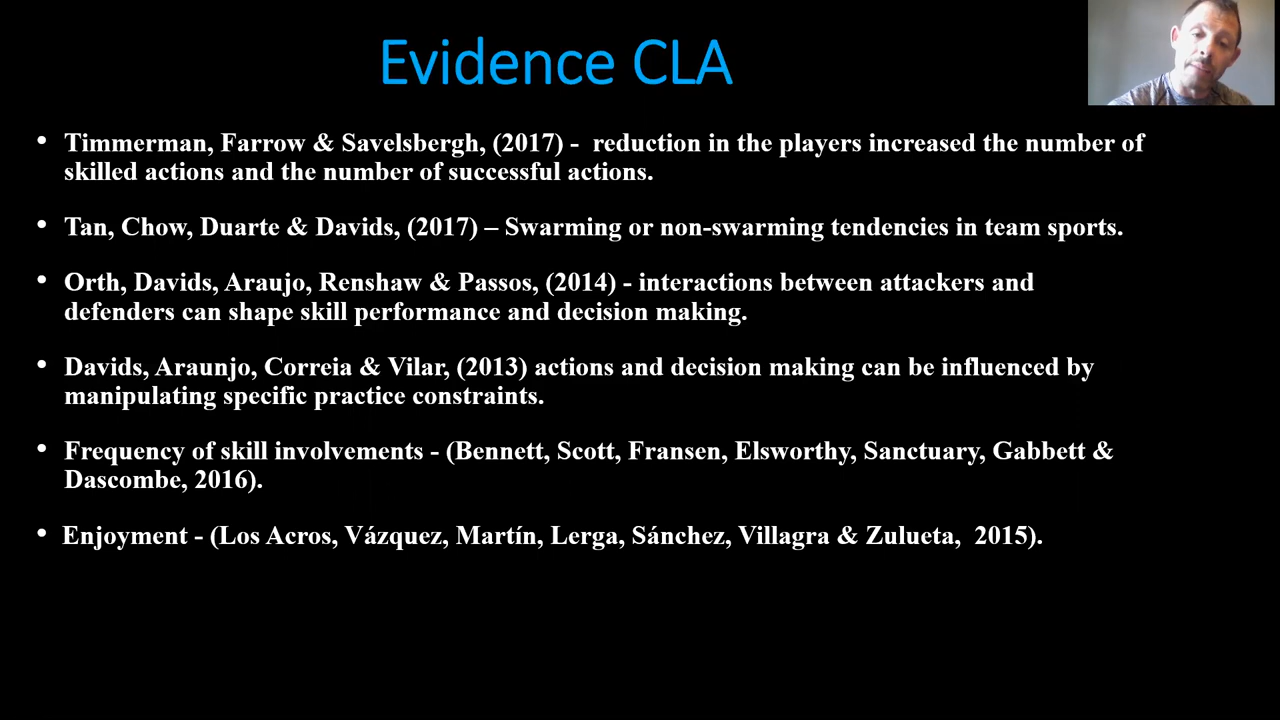 Evidence CLA
• Timmerman, Farrow & Savelsbergh, (2017) -  reduction in the players increased the number of
skilled actions and the number of successful actions.
• Tan, Chow, Duarte & Davids, (2017) – Swarming or non-swarming tendencies in team sports.
• Orth, Davids, Araujo, Renshaw & Passos, (2014) - interactions between attackers and
defenders can shape skill performance and decision making.
• Davids, Araunjo, Correia & Vilar, (2013) actions and decision making can be influenced by
manipulating specific practice constraints.
• Frequency of skill involvements - (Bennett, Scott, Fransen, Elsworthy, Sanctuary, Gabbett &
Dascombe, 2016).
• Enjoyment - (Los Acros, Vázquez, Martín, Lerga, Sánchez, Villagra & Zulueta,  2015).